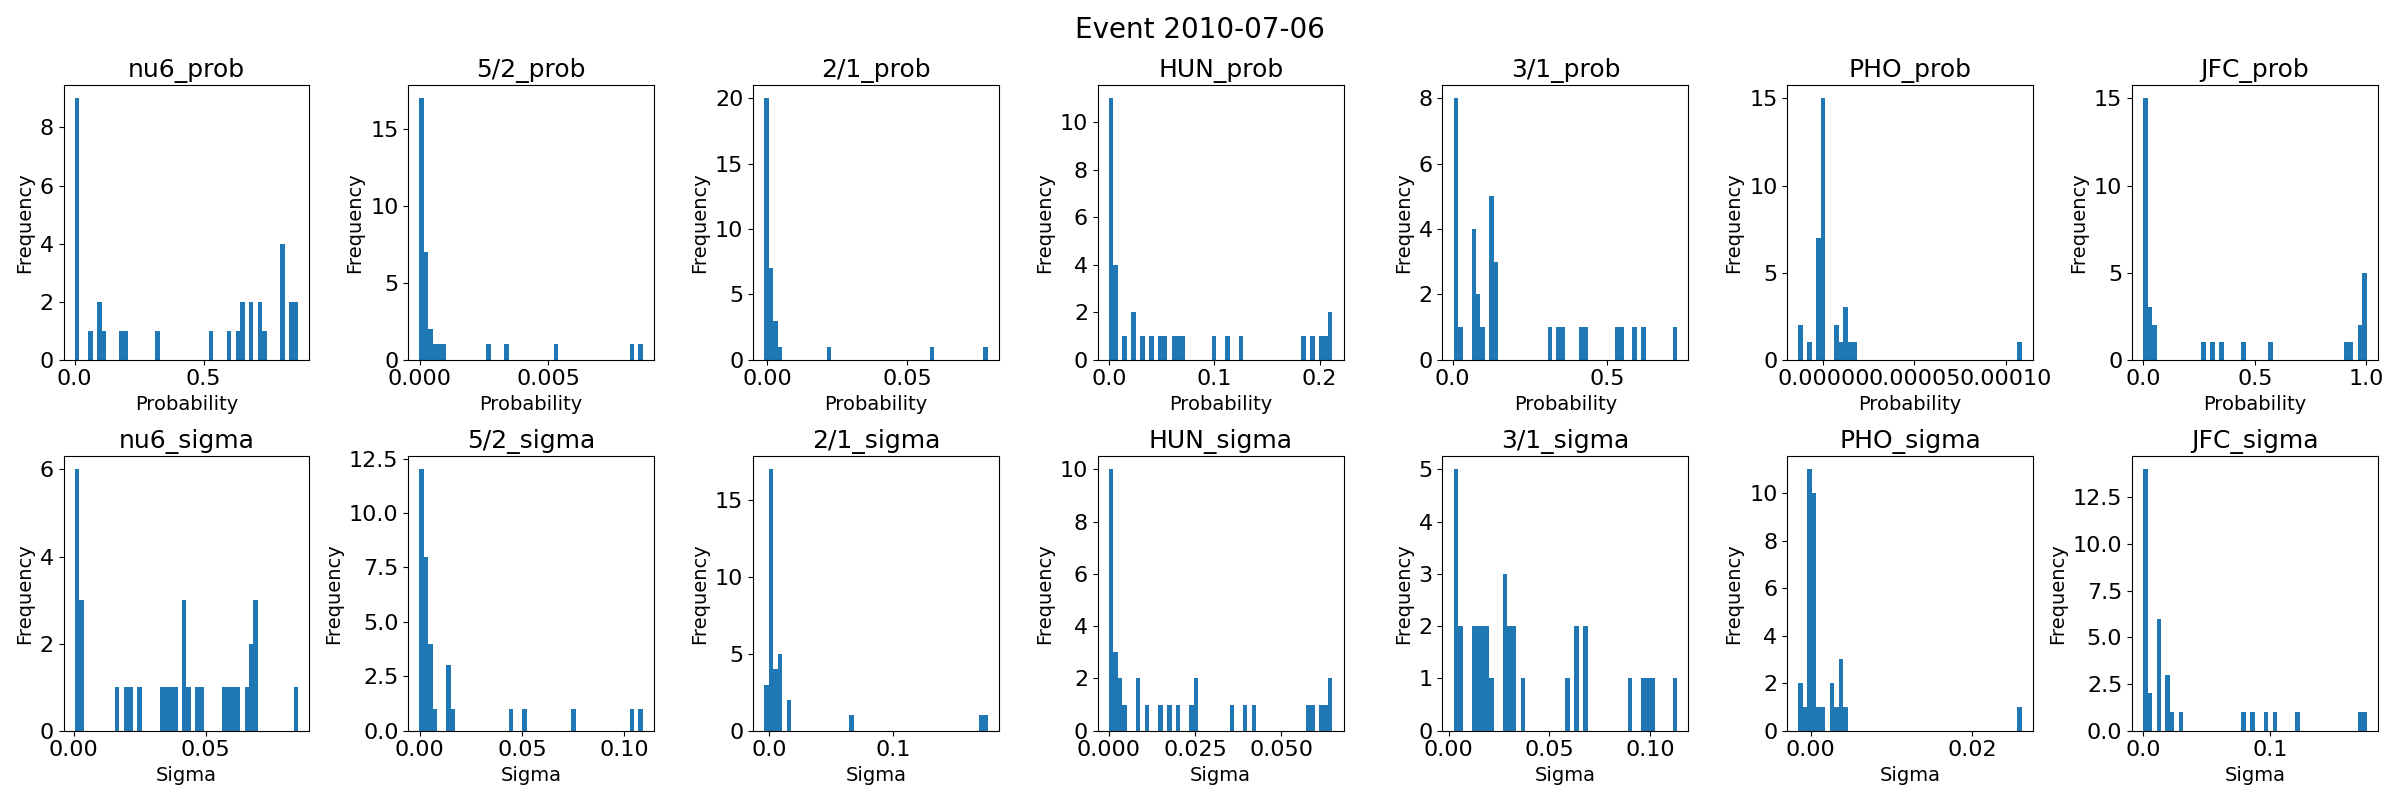 Event 2010-07-06
nu6_prob 5/2_prob 2/1_prob HUN_prob 3/1_prob PHO_prob JFC_prob
Frequency Frequency Frequency Frequency Frequency Frequency Frequency
0 2 4 6 8
0 5 10 15
0 5 10 15 20
0 2 4 6 8 10
0 2 4 6 8
0 5 10 15
0 5 10 15
0.0 0.5 0.000 0.005 0.00 0.05 0.0 0.1 0.2 0.0 0.5 0.00000 0.00005 0.00010 0.0 0.5 1.0
Probability Probability Probability Probability Probability Probability Probability
nu6_sigma 5/2_sigma 2/1_sigma HUN_sigma 3/1_sigma PHO_sigma JFC_sigma
Frequency Frequency Frequency Frequency Frequency Frequency Frequency
0 2 4 6
0.0 2.5 5.0 7.5 10.0 12.5
0 5 10 15
0 2 4 6 8 10
0 1 2 3 4 5
0 2 4 6 8 10
0.0 2.5 5.0 7.5 10.0 12.5
0.00 0.05 0.00 0.05 0.10 0.0 0.1 0.000 0.025 0.050 0.00 0.05 0.10 0.00 0.02 0.0 0.1
Sigma Sigma Sigma Sigma Sigma Sigma Sigma